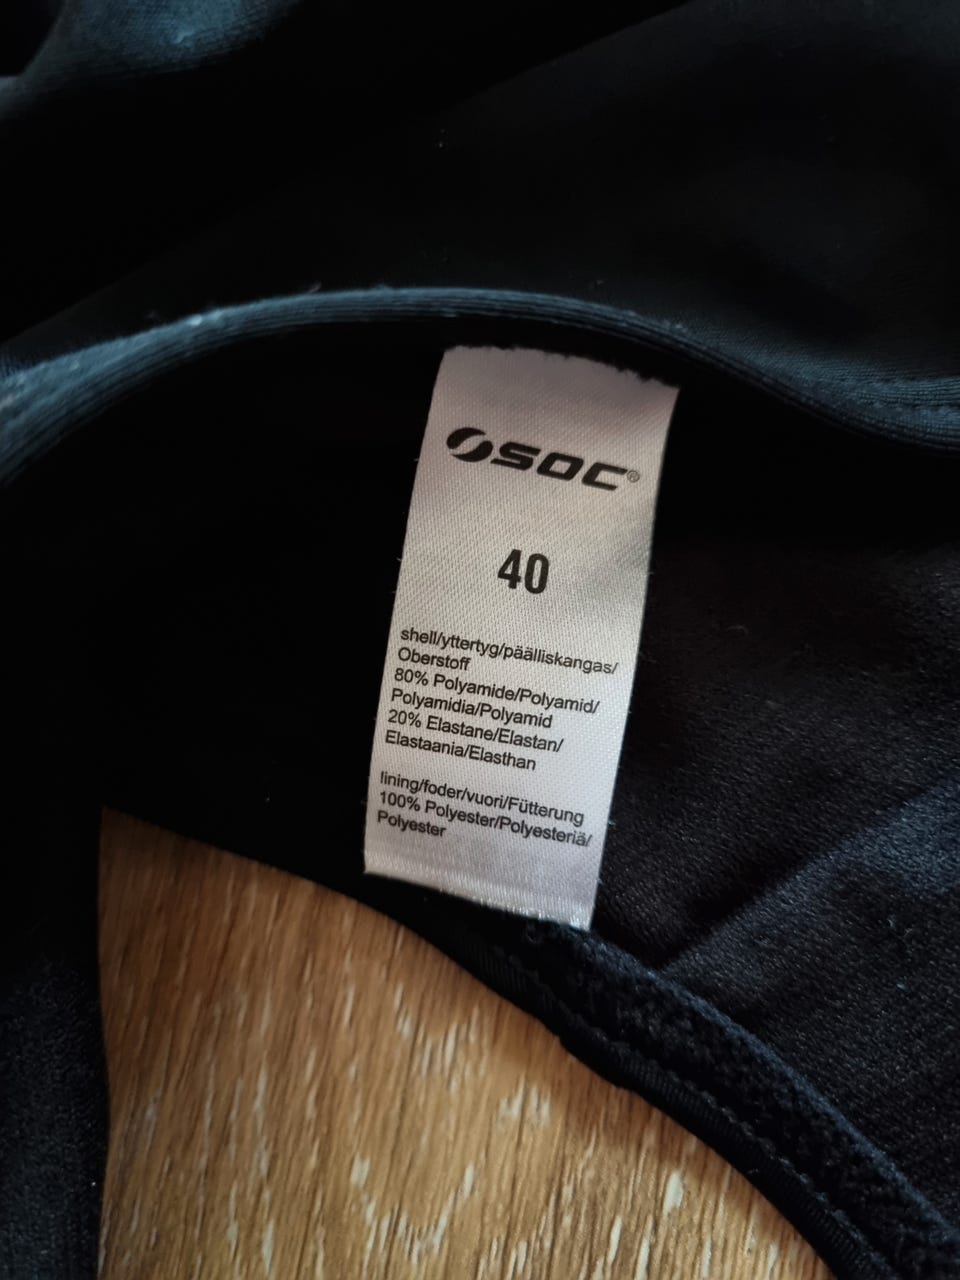 SOC®
40
shell/yttertyg/päälliskangas/
Oberstoff
80% Polyamide/Polyamid/
Polyamidia/Polyamid
20% Elastane/Elastan/
Elastaania/Elasthan
lining/foder/vuori/Fütterung
100% Polyester/Polyesteriä/
Polyester